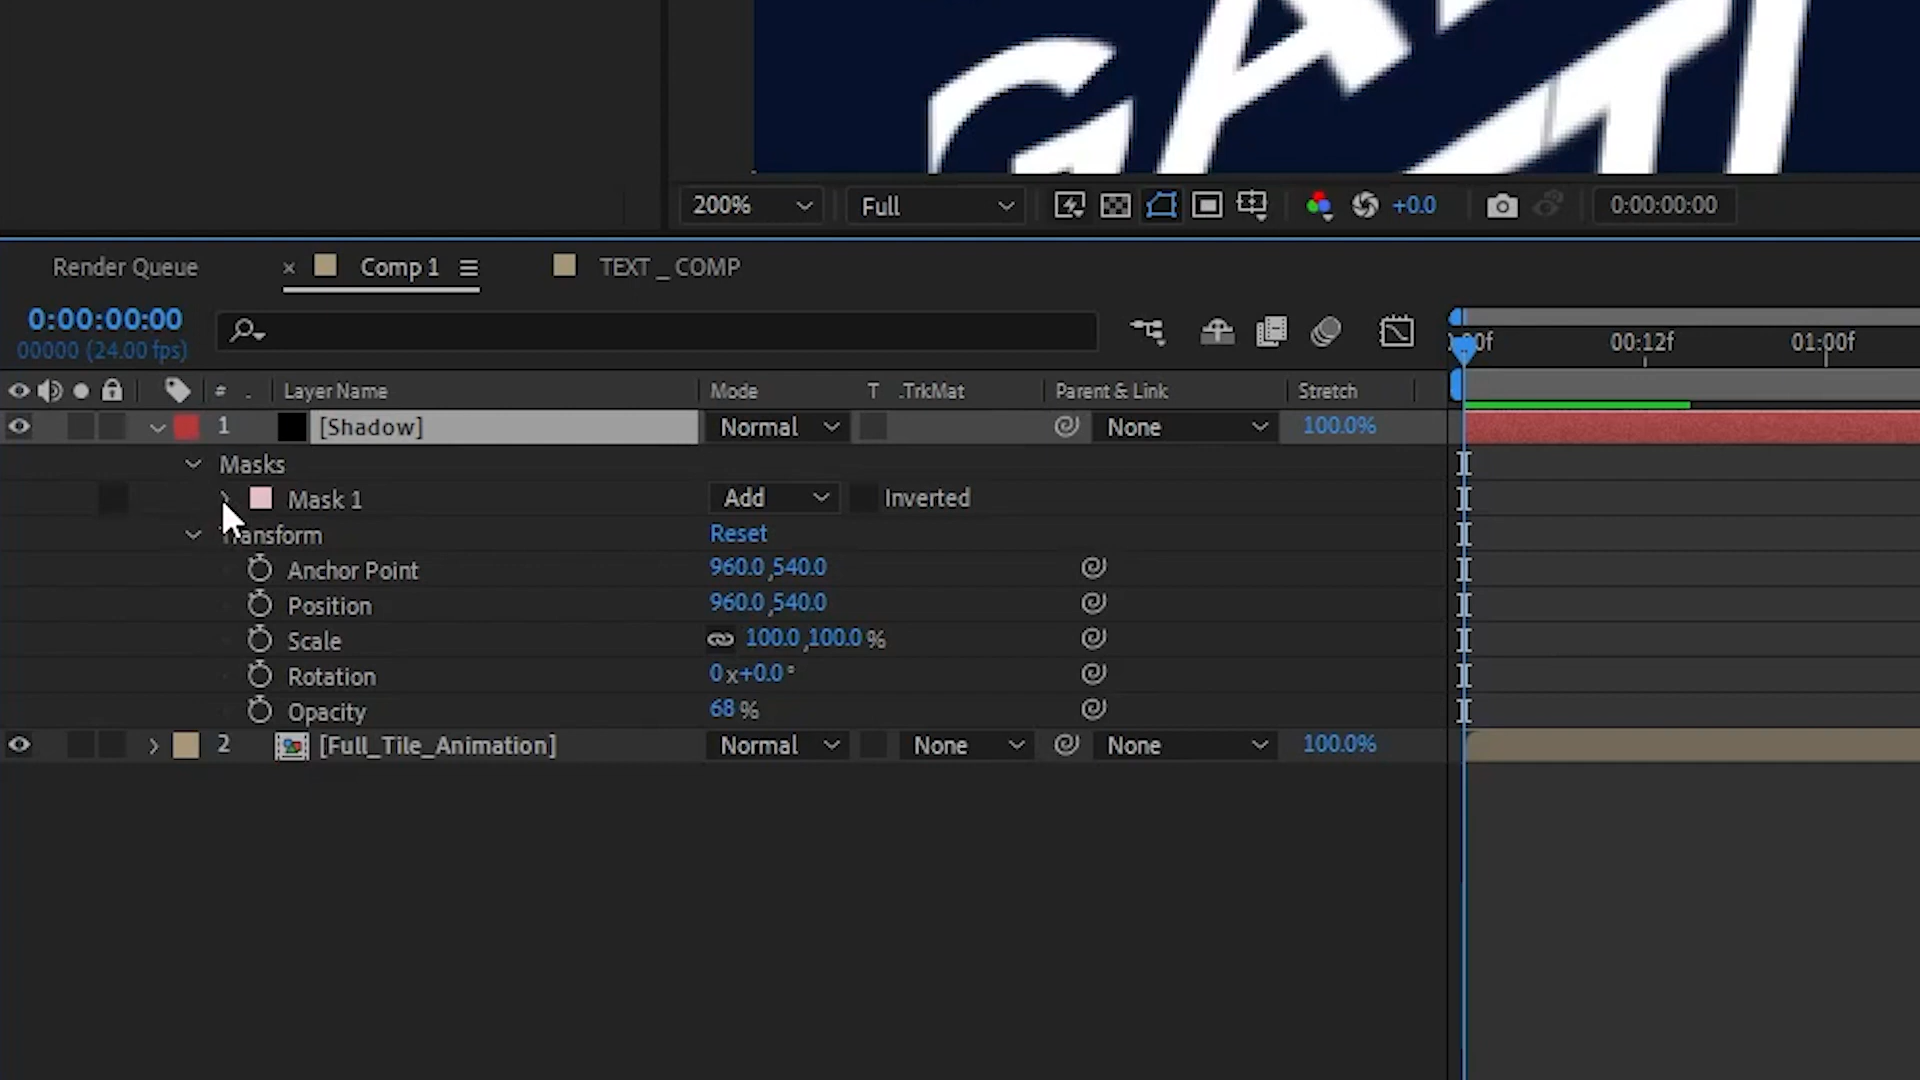 200% Full +0.0 0:00:00:00
Render Queue × Comp 1 TEXT _ COMP
0:00:00:00
00000 (24.00 fps)
00:12f 01:00f
# . Layer Name Mode T .TrkMat Parent & Link Stretch
1 [Shadow] Normal None 100.0%
Masks
Mask 1 Add Inverted
Transform Reset
Anchor Point 960.0 ,540.0
Position 960.0 ,540.0
Scale 100.0 ,100.0 %
Rotation 0x+0.0°
Opacity 68 %
2 [Full_Tile_Animation] Normal None None 100.0%